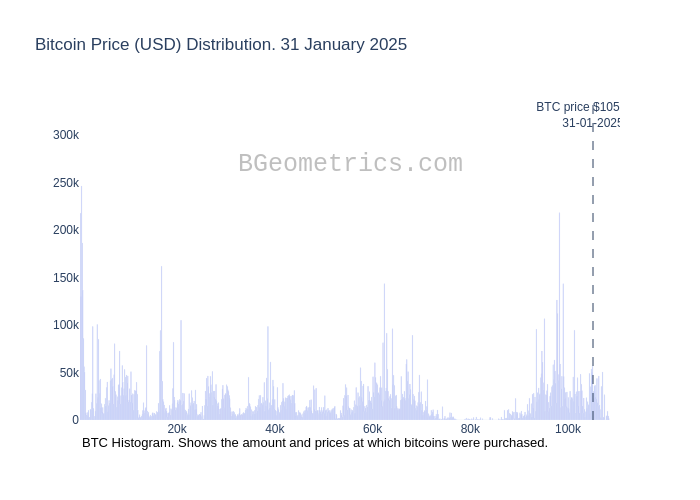 Bitcoin Price (USD) Distribution. 31 January 2025
BTC price $105
31-01-2025
300k
BGeometrics.com
250k
200k
150k
100k
50k
0
20k 40k 60k 80k 100k
BTC Histogram. Shows the amount and prices at which bitcoins were purchased.